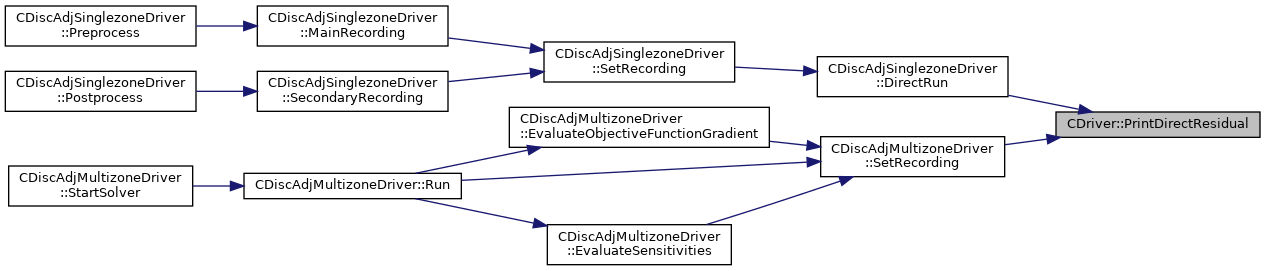 CDiscAdjSinglezoneDriver
::Preprocess
CDiscAdjSinglezoneDriver
::MainRecording
CDiscAdjSinglezoneDriver
::SetRecording
CDiscAdjSinglezoneDriver
::DirectRun
CDiscAdjSinglezoneDriver
::Postprocess
CDiscAdjSinglezoneDriver
::SecondaryRecording
CDriver::PrintDirectResidual
CDiscAdjMultizoneDriver
::EvaluateObjectiveFunctionGradient
CDiscAdjMultizoneDriver
::SetRecording
CDiscAdjMultizoneDriver
::StartSolver
CDiscAdjMultizoneDriver::Run
CDiscAdjMultizoneDriver
::EvaluateSensitivities